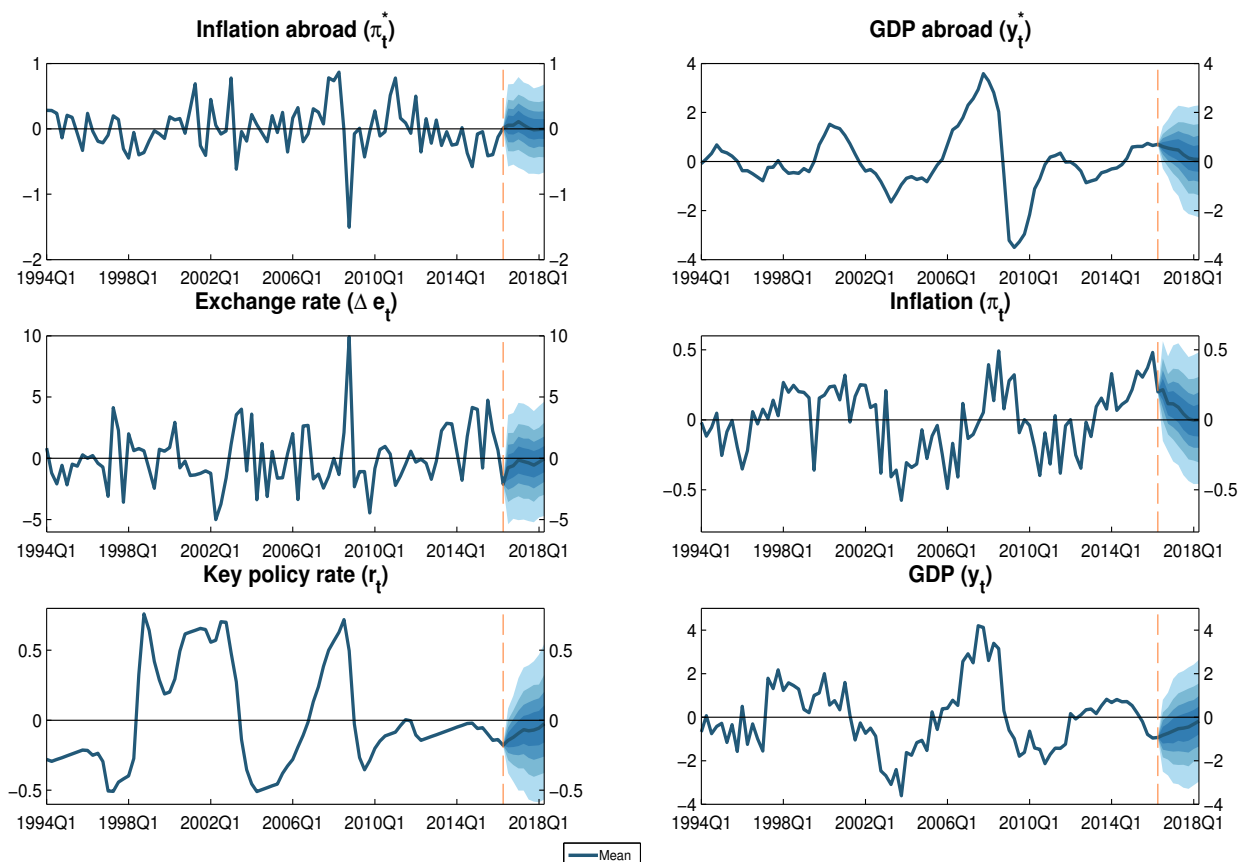 Inflation abroad (π*t)
GDP abroad (y*t)
1 1
0 0
−1 −1
−2 −2
1994Q1 1998Q1 2002Q1 2006Q1 2010Q1 2014Q1 2018Q1
4 4
2 2
0 0
−2 −2
−4 −4
1994Q1 1998Q1 2002Q1 2006Q1 2010Q1 2014Q1 2018Q1
Exchange rate (Δ et)
Inflation (πt)
10 10
5 5
0 0
−5 −5
1994Q1 1998Q1 2002Q1 2006Q1 2010Q1 2014Q1 2018Q1
0.5 0.5
0 0
−0.5 −0.5
1994Q1 1998Q1 2002Q1 2006Q1 2010Q1 2014Q1 2018Q1
Key policy rate (rt)
GDP (yt)
0.5 0.5
0 0
−0.5 −0.5
1994Q1 1998Q1 2002Q1 2006Q1 2010Q1 2014Q1 2018Q1
4 4
2 2
0 0
−2 −2
−4 −4
1994Q1 1998Q1 2002Q1 2006Q1 2010Q1 2014Q1 2018Q1
Mean